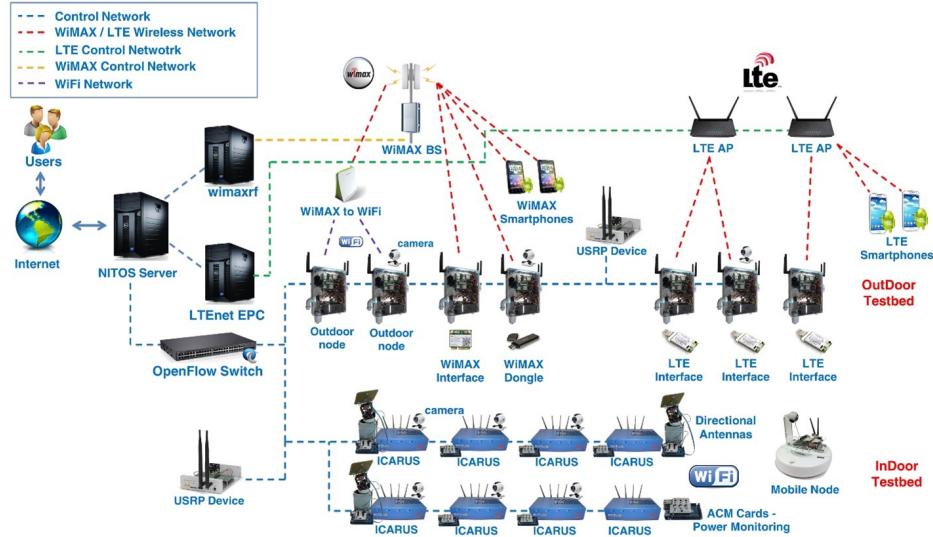 Control Network
WiMAX / LTE Wireless Network
LTE Control Netwotrk
WiMAX Control Network
WiFi Network
wimax
Lte
Users
wimaxrf
WiMAX BS
LTE AP
LTE AP
WiMAX to WiFi
WiMAX
Smartphones
Internet
NITOS Server
WiFi
camera
USRP Device
LTE
Smartphones
LTEnet EPC
OutDoor
Testbed
Outdoor
node
Outdoor
node
WiMAX
Interface
WiMAX
Dongle
LTE
Interface
LTE
Interface
LTE
Interface
OpenFlow Switch
camera
Directional
Antennas
ICARUS
ICARUS
ICARUS
ICARUS
USRP Device
WiFi
Mobile Node
InDoor
Testbed
ICARUS
ICARUS
ICARUS
ICARUS
ACM Cards -
Power Monitoring